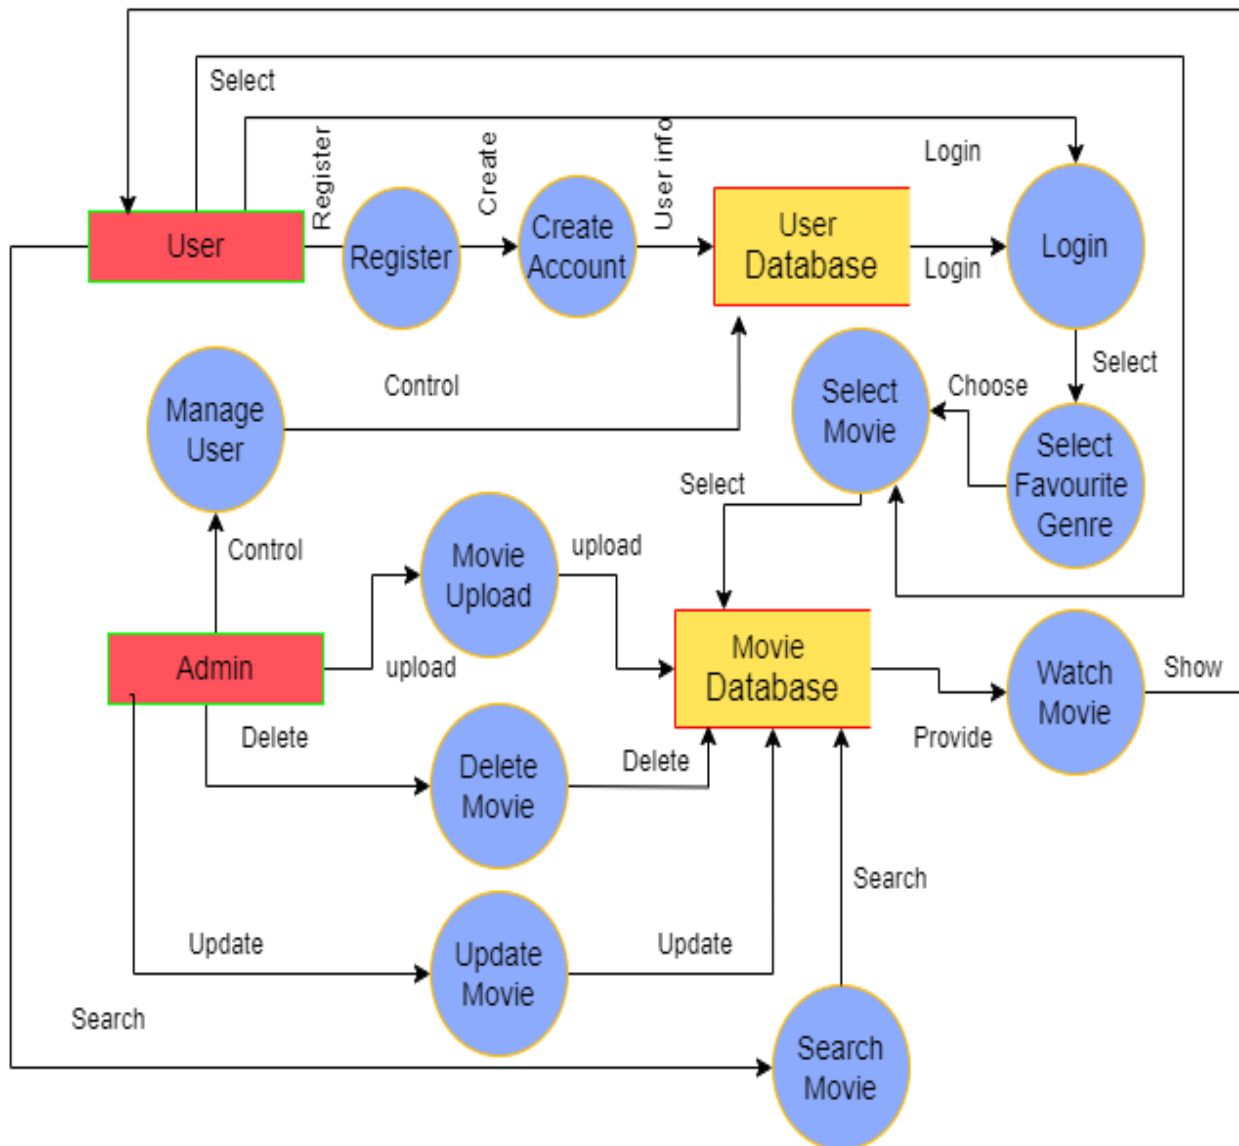 Select
Register
Create
User info
Login
User
Register
Create
Account
User
Database
Login
Login
Manage
User
Control
Select
Movie
Choose
Select
Select
Favourite
Genre
Select
Control
Movie
Upload
upload
Admin
upload
Movie
Database
Watch
Movie
Show
Provide
Delete
Delete
Movie
Delete
Update
Update
Movie
Update
Search
Search
Search
Movie